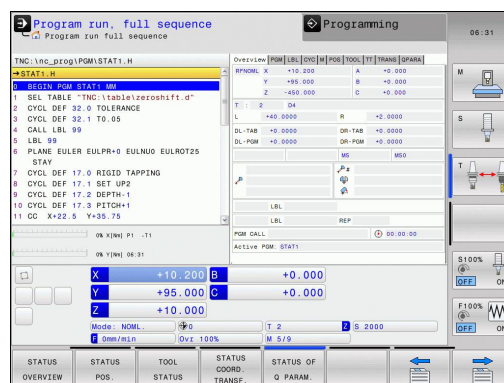 Program run, full sequence
Program run full sequence
Programming
06:31
TNC:\nc_prog\PGM\STAT1.H
→STAT1.H
0 BEGIN PGM STAT1 MM
1 SEL TABLE "TNC:\table\zeroshift.d"
2 CYCL DEF 32.0 TOLERANCE
3 CYCL DEF 32.1 T0.05
4 CALL LBL 99
5 LBL 99
6 PLANE EULER EULPR+0 EULNU0 EULROT25
STAY
7 CYCL DEF 17.0 RIGID TAPPING
8 CYCL DEF 17.1 SET UP2
9 CYCL DEF 17.2 DEPTH-1
10 CYCL DEF 17.3 PITCH+1
11 CC X+22.5 Y+35.75
0% X[Nm] P1 -T1
0% Y[Nm] 06:31
Overview PGM LBL CYC M POS TOOL TT TRANS QPARA
RFNOML X +10.200 A +0.000
Y +95.000 B +0.000
Z -450.000 C +0.000
T : 2 D4
L +40.0000 R +2.0000
DL-TAB +0.0000 DR-TAB +0.0000
DL-PGM +0.0000 DR-PGM +0.0000
M5 M50
LBL
LBL REP
PGM CALL 00:00:00
Active PGM: STAT1
X +10.200 B +0.000
Y +95.000 C +0.000
Z +10.000
Mode: NOML. 0 T 2 Z S 2000
F 0mm/min Ovr 100% M 5/9
M
S
T
S100%
OFF ON
F100%
OFF ON
STATUS OVERVIEW
STATUS POS.
TOOL STATUS
STATUS COORD. TRANSF.
STATUS OF Q PARAM.